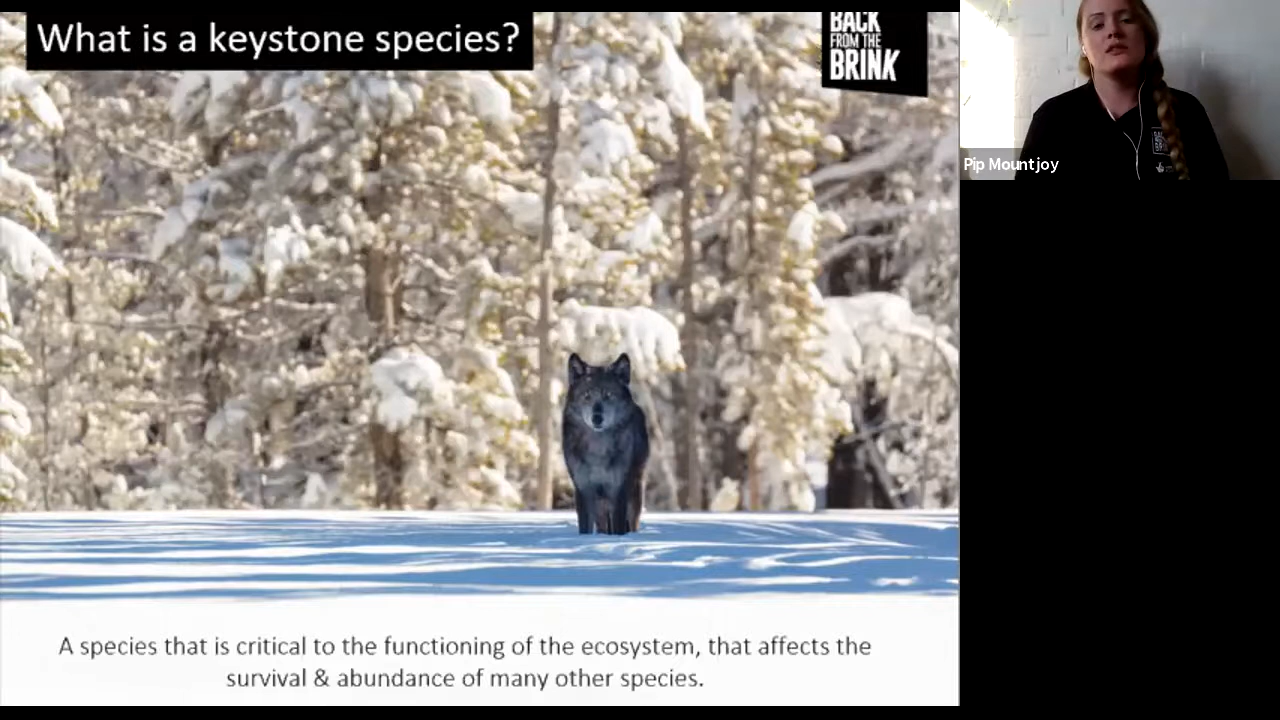 What is a keystone species?
BACK
FROM THE
BRINK
Pip Mountjoy
A species that is critical to the functioning of the ecosystem, that affects the
survival & abundance of many other species.